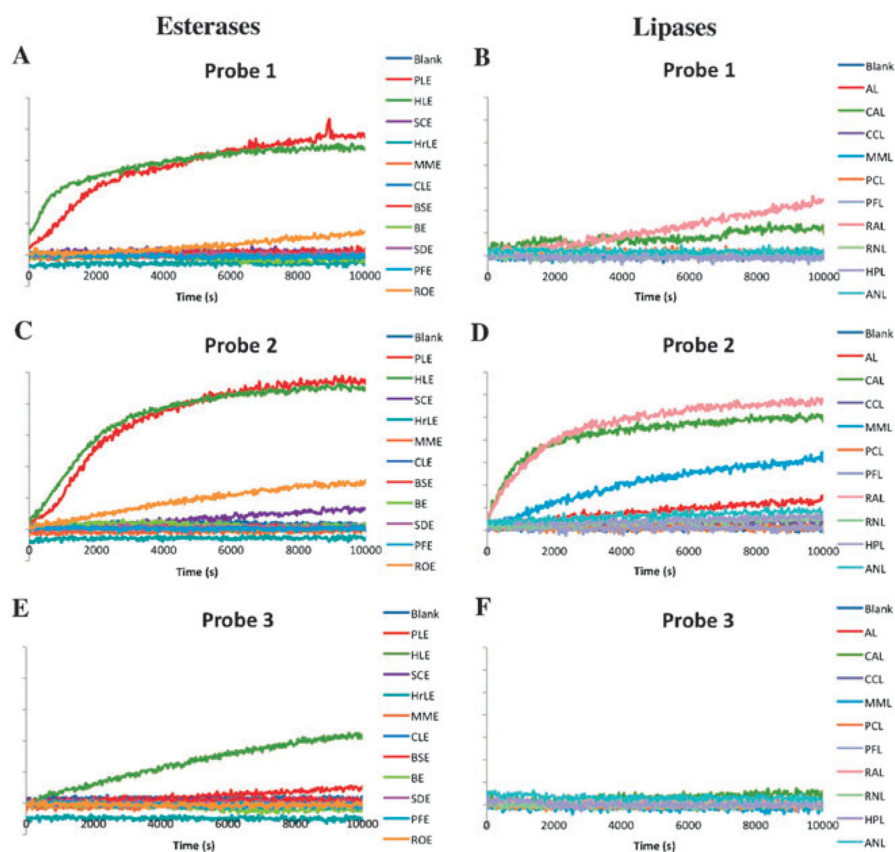 Esterases
Lipases
A
Probe 1
Blank
PLE
HLE
SCE
HrLE
MME
CLE
BSE
BE
SDE
PFE
ROE
0 2000 4000 6000 8000 10000
Time (s)
B
Probe 1
Blank
AL
CAL
CCL
MML
PCL
PFL
RAL
RNL
HPL
ANL
0 2000 4000 6000 8000 10000
Time (s)
C
Probe 2
Blank
PLE
HLE
SCE
HrLE
MME
CLE
BSE
BE
SDE
PFE
ROE
0 2000 4000 6000 8000 10000
Time (s)
D
Probe 2
Blank
AL
CAL
CCL
MML
PCL
PFL
RAL
RNL
HPL
ANL
0 2000 4000 6000 8000 10000
Time (s)
E
Probe 3
Blank
PLE
HLE
SCE
HrLE
MME
CLE
BSE
BE
SDE
PFE
ROE
0 2000 4000 6000 8000 10000
Time (s)
F
Probe 3
Blank
AL
CAL
CCL
MML
PCL
PFL
RAL
RNL
HPL
ANL
0 2000 4000 6000 8000 10000
Time (s)